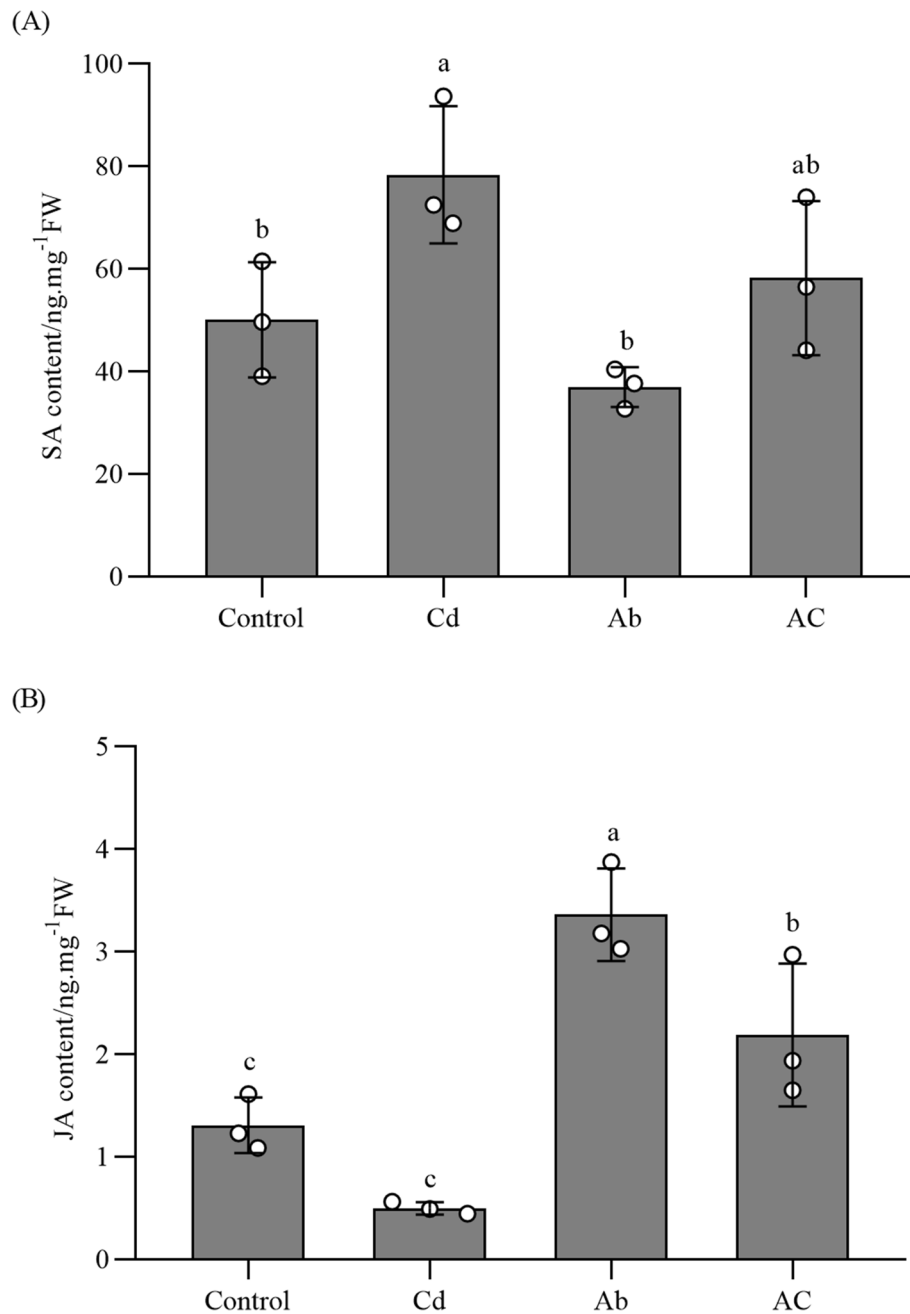 (A)
SA content/ng.mg⁻¹FW
100
80
60
40
20
0
b
a
b
ab
Control Cd Ab AC
(B)
JA content/ng.mg⁻¹FW
5
4
3
2
1
0
c
c
a
b
Control Cd Ab AC